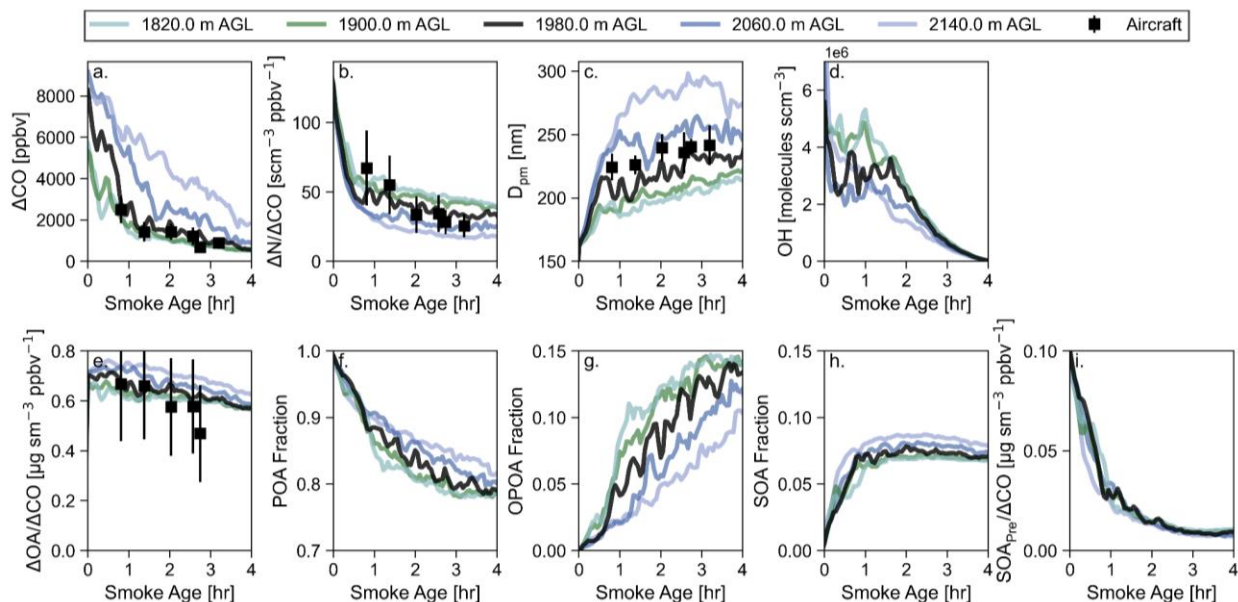 1820.0 m AGL 1900.0 m AGL 1980.0 m AGL 2060.0 m AGL 2140.0 m AGL Aircraft
a.
ΔCO [ppbv]
8000
6000
4000
2000
0
0 1 2 3 4
Smoke Age [hr]
b.
ΔN/ΔCO [scm⁻³ ppbv⁻¹]
100
50
0
0 1 2 3 4
Smoke Age [hr]
c.
Dpm [nm]
300
250
200
150
0 1 2 3 4
Smoke Age [hr]
1e6
d.
OH [molecules scm⁻³]
6
4
2
0
0 1 2 3 4
Smoke Age [hr]
e.
ΔOA/ΔCO [µg sm⁻³ ppbv⁻¹]
0.8
0.6
0.4
0.2
0.0
0 1 2 3 4
Smoke Age [hr]
f.
POA Fraction
1.0
0.9
0.8
0.7
0 1 2 3 4
Smoke Age [hr]
g.
OPOA Fraction
0.15
0.10
0.05
0.00
0 1 2 3 4
Smoke Age [hr]
h.
SOA Fraction
0.15
0.10
0.05
0.00
0 1 2 3 4
Smoke Age [hr]
i.
SOAPre/ΔCO [µg sm⁻³ ppbv⁻¹]
0.10
0.05
0.00
0 1 2 3 4
Smoke Age [hr]